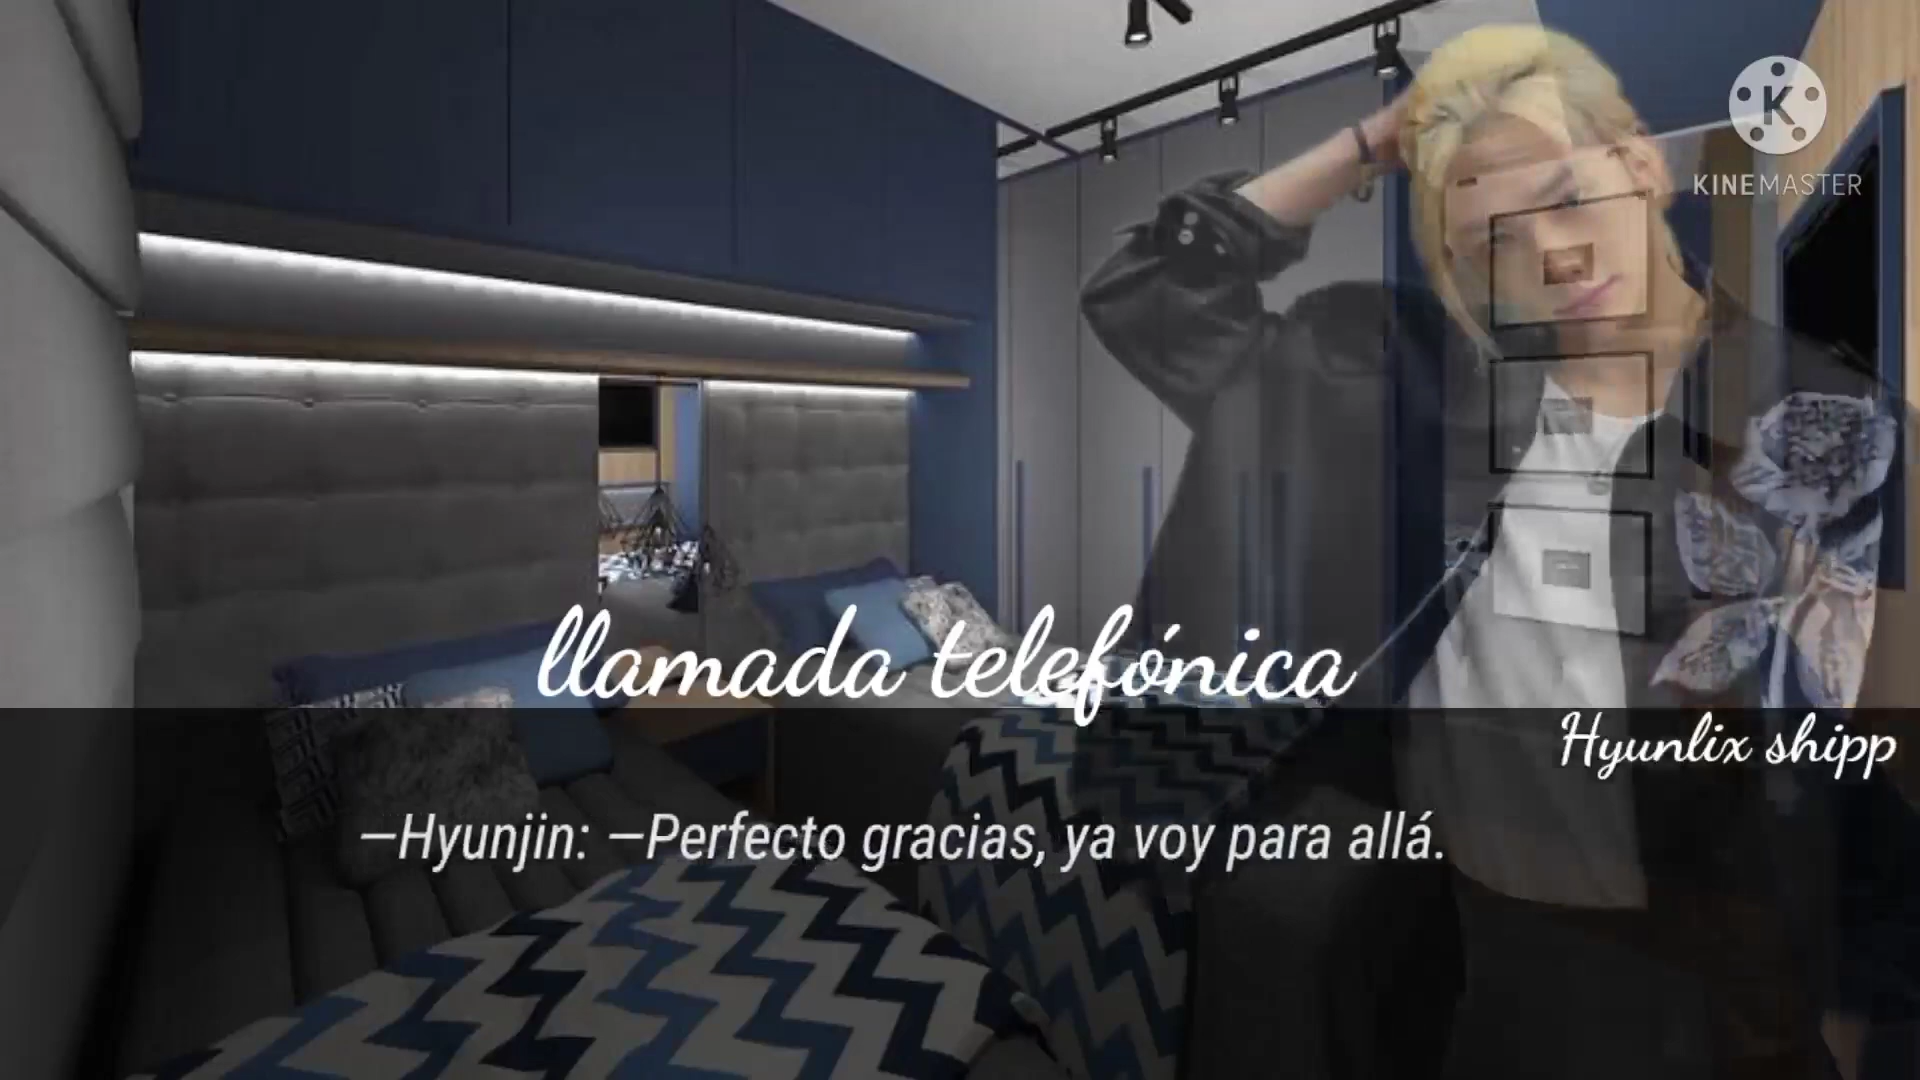 K
KINEMASTER
llamada telefónica
Hyunlix shipp
—Hyunjin: —Perfecto gracias, ya voy para allá.